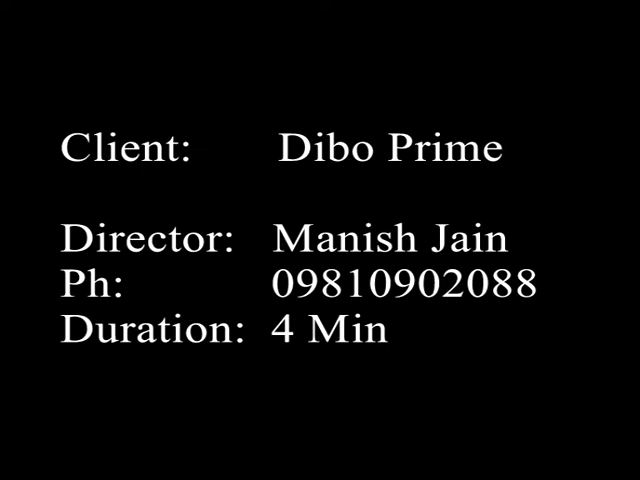 Client: Dibo Prime
Director: Manish Jain
Ph: 09810902088
Duration: 4 Min